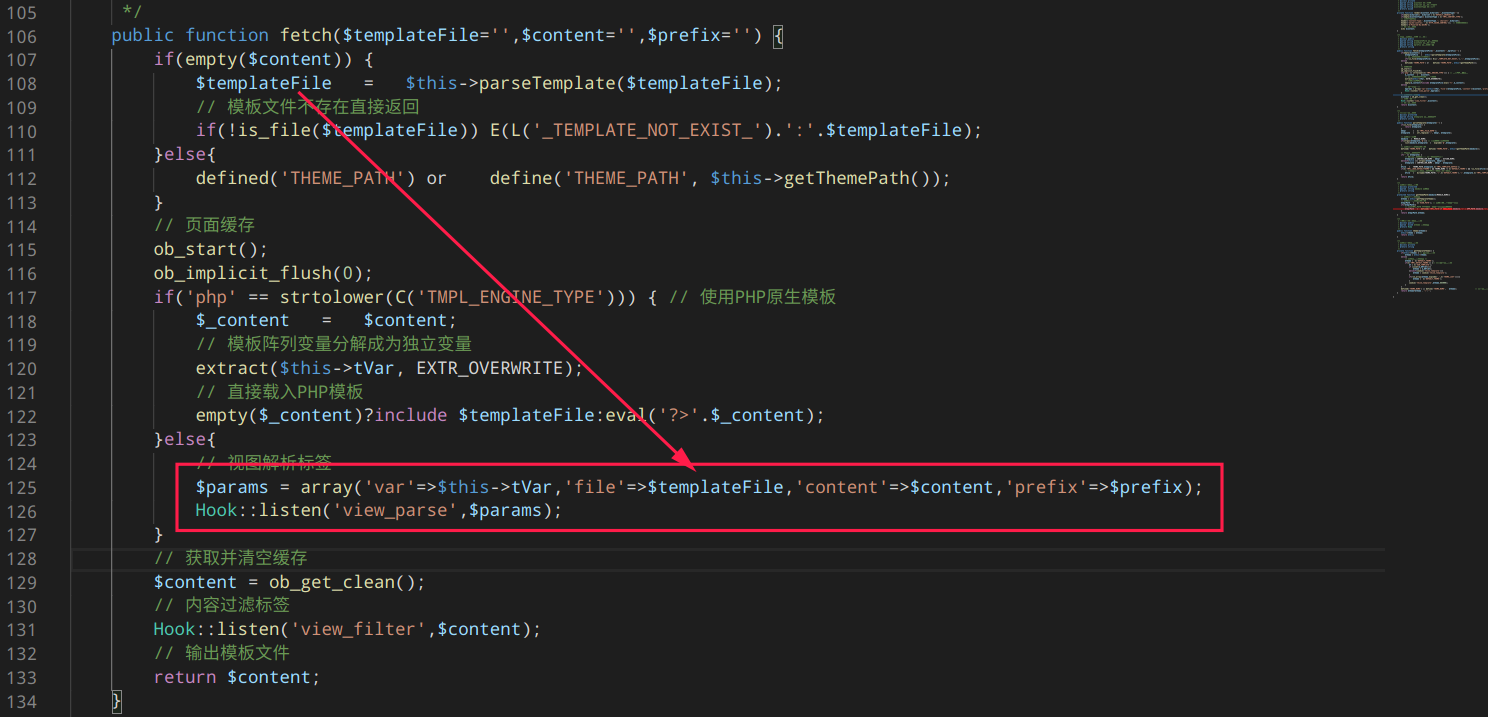 105 */
106 public function fetch($templateFile='',$content='',$prefix='') {
107 if(empty($content)) {
108 $templateFile = $this->parseTemplate($templateFile);
109 // 模板文件不存在直接返回
110 if(!is_file($templateFile)) E(L('_TEMPLATE_NOT_EXIST_').':'.$templateFile);
111 }else{
112 defined('THEME_PATH') or define('THEME_PATH', $this->getThemePath());
113 }
114 // 页面缓存
115 ob_start();
116 ob_implicit_flush(0);
117 if('php' == strtolower(C('TMPL_ENGINE_TYPE'))) { // 使用PHP原生模板
118 $_content = $content;
119 // 模板阵列变量分解成为独立变量
120 extract($this->tVar, EXTR_OVERWRITE);
121 // 直接载入PHP模板
122 empty($_content)?include $templateFile:eval('?>'.$_content);
123 }else{
124 // 视图解析标签
125 $params = array('var'=>$this->tVar,'file'=>$templateFile,'content'=>$content,'prefix'=>$prefix);
126 Hook::listen('view_parse',$params);
127 }
128 // 获取并清空缓存
129 $content = ob_get_clean();
130 // 内容过滤标签
131 Hook::listen('view_filter',$content);
132 // 输出模板文件
133 return $content;
134 }